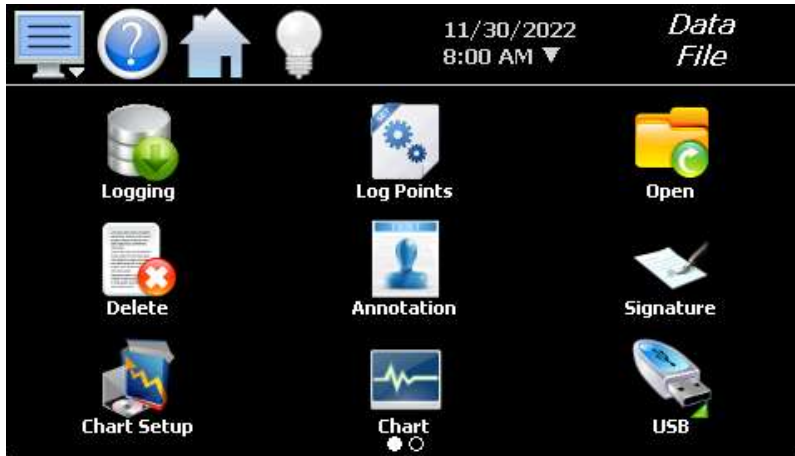 11/30/2022
8:00 AM ▼
Data
File
Logging
Log Points
Open
Delete
Annotation
Signature
Chart Setup
Chart
USB